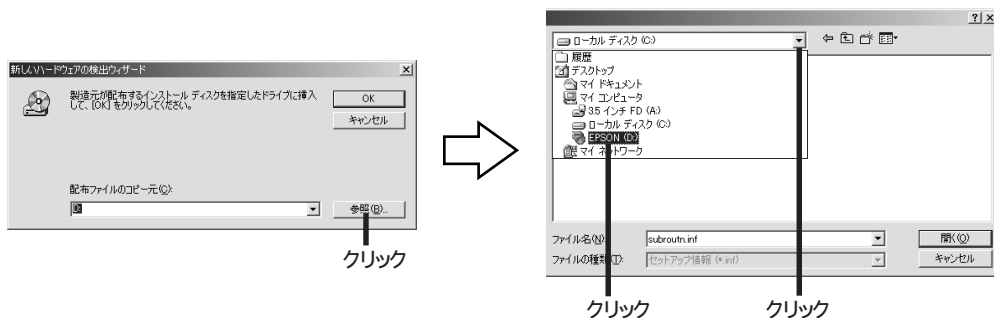 新しいハードウェアの検出ウィザード
製造元が配布するインストール ディスクを指定したドライブに挿入
して、[OK] をクリックしてください。
OK
キャンセル
配布ファイルのコピー元(C):
D:
参照(R)...
クリック
ローカル ディスク (C:)
履歴
デスクトップ
マイ ドキュメント
マイ コンピュータ
3.5 インチ FD (A:)
ローカル ディスク (C:)
EPSON (D:)
マイ ネットワーク
ファイル名(N):
subroutn.inf
開く(O)
ファイルの種類(T):
セットアップ情報 (*.inf)
キャンセル
クリック
クリック